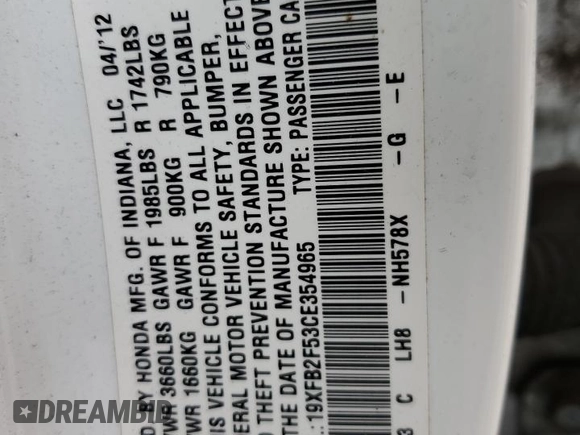 D BY HONDA MFG. OF INDIANA, LLC 04/'12
WR 3660LBS GAWR F 1985LBS R 1742LBS
WR 1660KG GAWR F 900KG R 790KG
IS VEHICLE CONFORMS TO ALL APPLICABLE
ERAL MOTOR VEHICLE SAFETY, BUMPER,
THEFT PREVENTION STANDARDS IN EFFECT
THE DATE OF MANUFACTURE SHOWN ABOVE
.:19XFB2F53CE354965 TYPE: PASSENGER CA
C LH8 -NH578X -G -E
DREAMBID